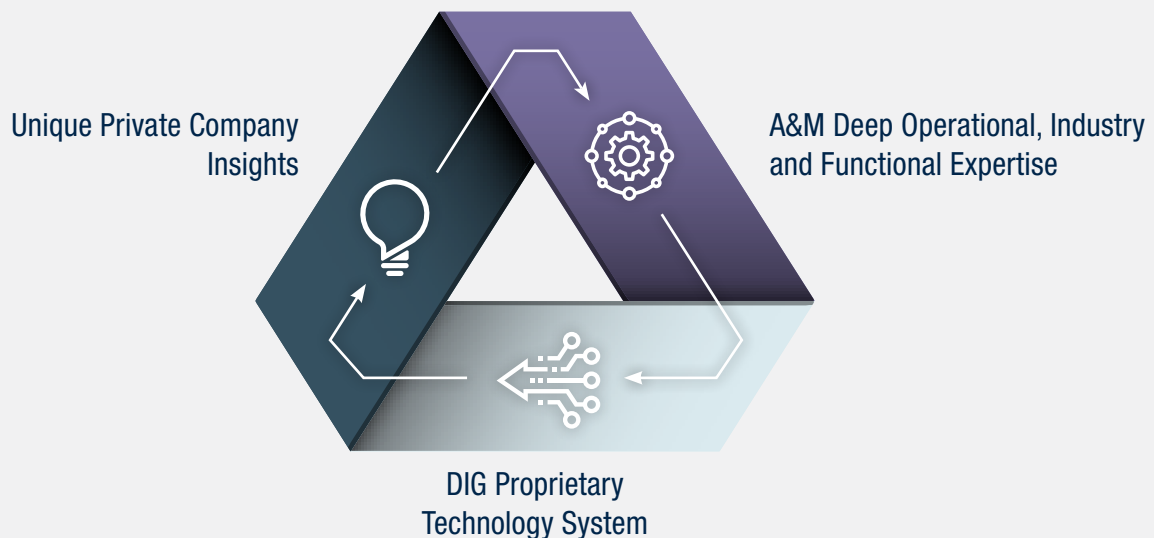 Unique Private Company
Insights
A&M Deep Operational, Industry
and Functional Expertise
DIG Proprietary
Technology System